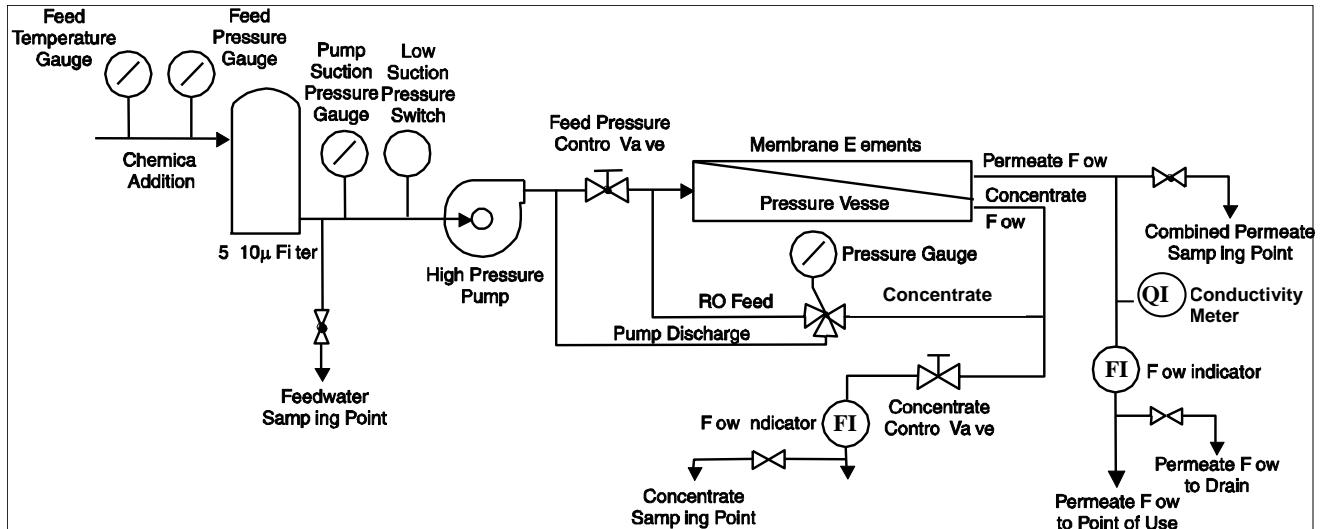 Feed
Temperature
Gauge
Feed
Pressure
Gauge
Pump
Suction
Pressure
Gauge
Low
Suction
Pressure
Switch
Chemica
Addition
5 10µ Fi ter
High Pressure
Pump
Feedwater
Samp ing Point
Feed Pressure
Contro Va ve
Membrane E ements
Pressure Vesse
Permeate F ow
Concentrate
F ow
Combined Permeate
Samp ing Point
Pressure Gauge
RO Feed
Concentrate
Pump Discharge
QI
Conductivity
Meter
FI
F ow indicator
Concentrate
Contro Va ve
F ow ndicator
FI
Concentrate
Samp ing Point
Permeate F ow
to Drain
Permeate F ow
to Point of Use